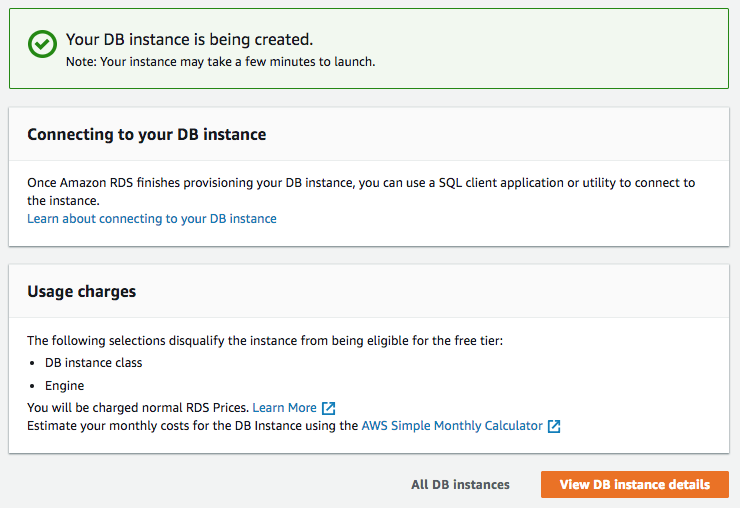 Your DB instance is being created.
Note: Your instance may take a few minutes to launch.
Connecting to your DB instance
Once Amazon RDS finishes provisioning your DB instance, you can use a SQL client application or utility to connect to
the instance.
Learn about connecting to your DB instance
Usage charges
The following selections disqualify the instance from being eligible for the free tier:
• DB instance class
• Engine
You will be charged normal RDS Prices. Learn More
Estimate your monthly costs for the DB Instance using the AWS Simple Monthly Calculator
All DB instances
View DB instance details